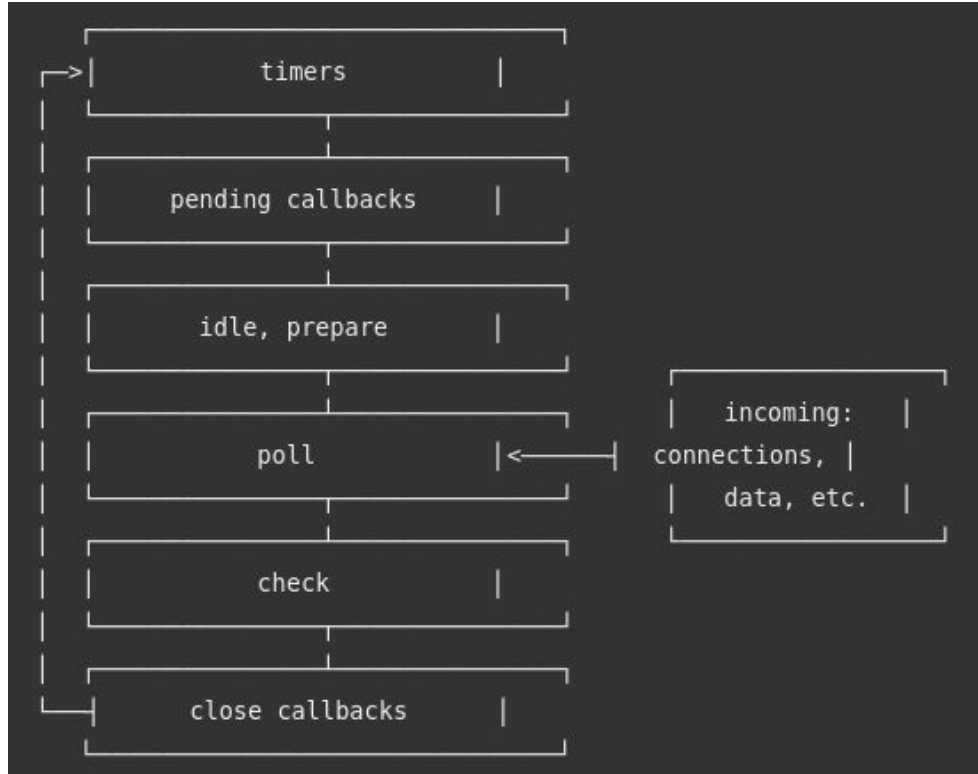 timers
pending callbacks
idle, prepare
poll
incoming:
connections,
data, etc.
check
close callbacks